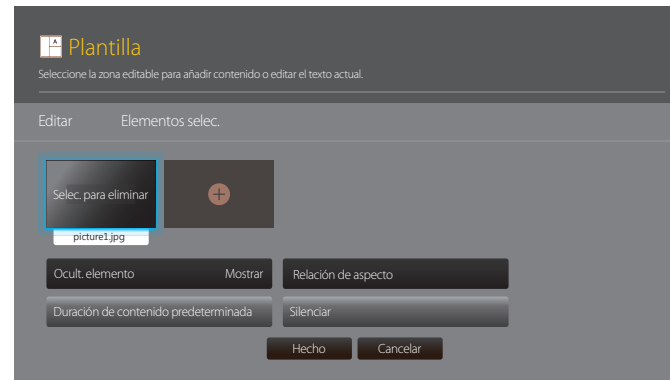 Plantilla
Seleccione la zona editable para añadir contenido o editar el texto actual.
Editar Elementos selec.
Selec. para eliminar
picture1.jpg
Ocult. elemento Mostrar Relación de aspecto
Duración de contenido predeterminada Silenciar
Hecho Cancelar